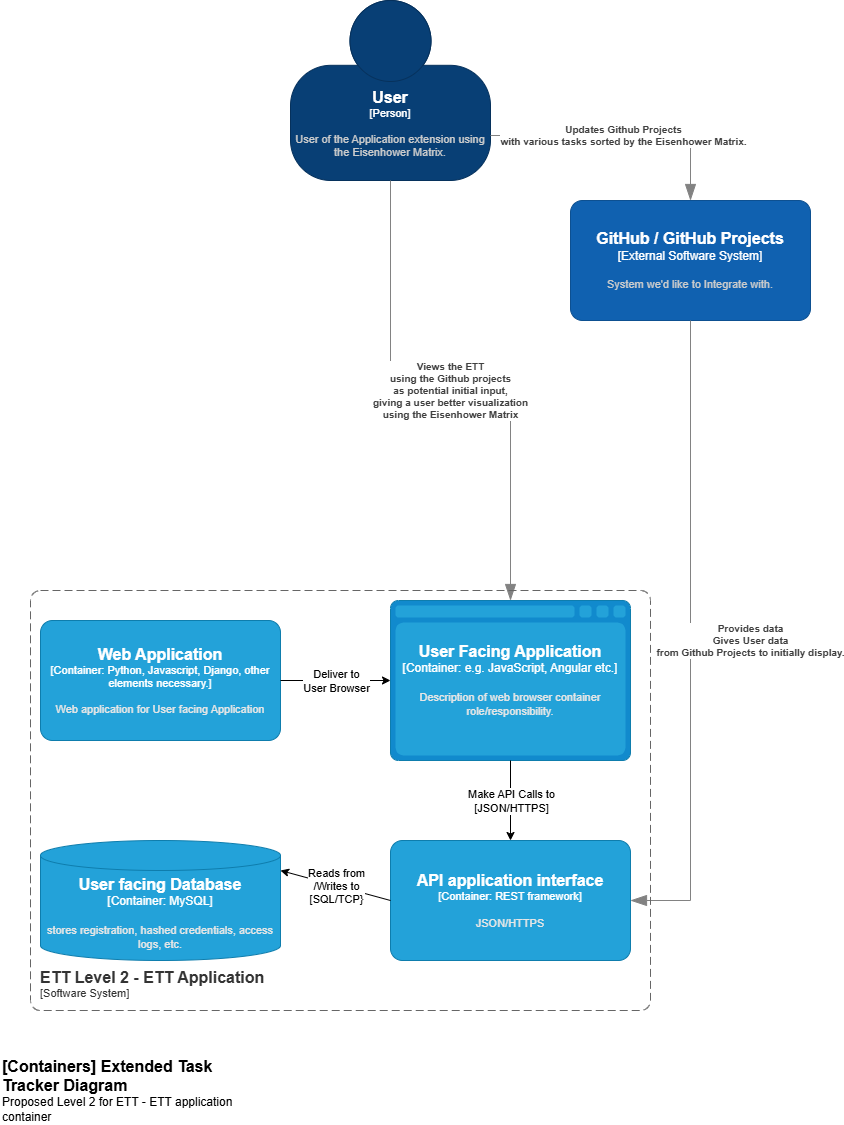 User
[Person]
User of the Application extension using
the Eisenhower Matrix.
Updates Github Projects
with various tasks sorted by the Eisenhower Matrix.
GitHub / GitHub Projects
[External Software System]
System we'd like to Integrate with.
Views the ETT
using the Github projects
as potential initial input,
giving a user better visualization
using the Eisenhower Matrix
Provides data
Gives User data
from Github Projects to initially display.
Web Application
[Container: Python, Javascript, Django, other
elements necessary.]
Web application for User facing Application
Deliver to
User Browser
User Facing Application
[Container: e.g. JavaScript, Angular etc.]
Description of web browser container
role/responsibility.
Make API Calls to
[JSON/HTTPS]
User facing Database
[Container: MySQL]
stores registration, hashed credentials, access
logs, etc.
Reads from
/Writes to
[SQL/TCP}
API application interface
[Container: REST framework]
JSON/HTTPS
ETT Level 2 - ETT Application
[Software System]
[Containers] Extended Task
Tracker Diagram
Proposed Level 2 for ETT - ETT application
container